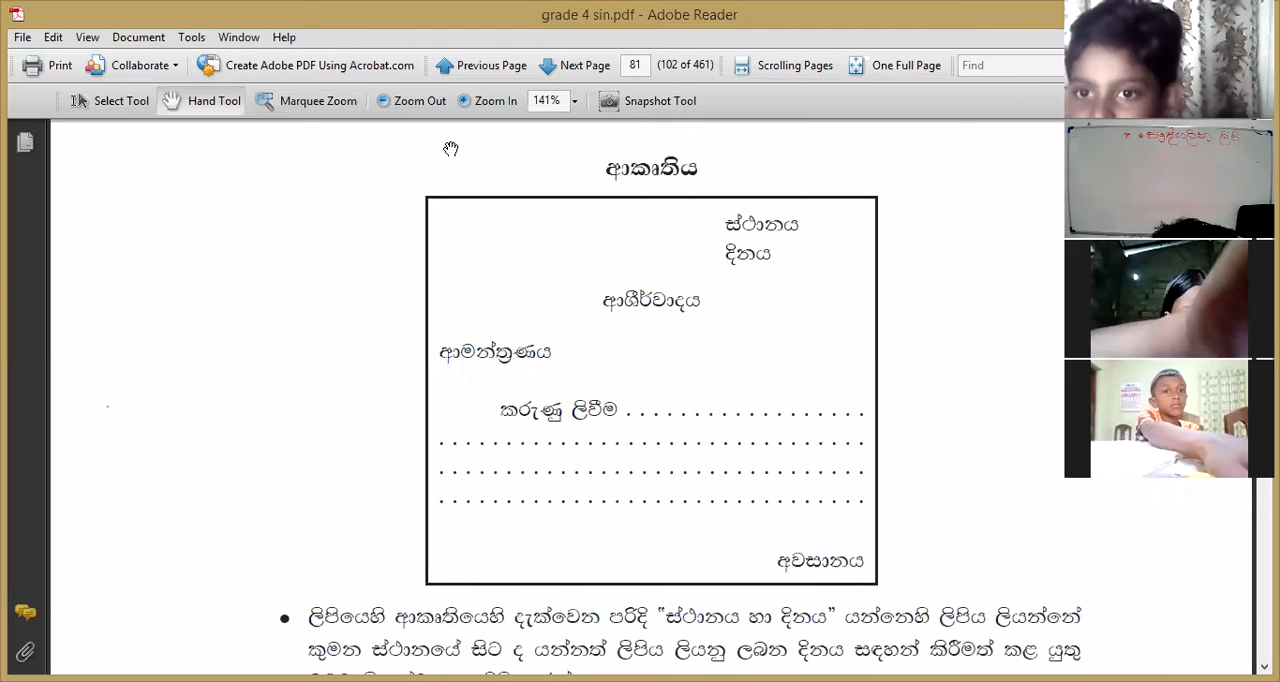 grade 4 sin.pdf - Adobe Reader
File Edit View Document Tools Window Help
Print Collaborate Create Adobe PDF Using Acrobat.com Previous Page Next Page 81 (102 of 461) Scrolling Pages One Full Page Find
Select Tool Hand Tool Marquee Zoom Zoom Out Zoom In 141% Snapshot Tool
ආකෘතිය
ස්ථානය
දිනය
ආශීර්වාදය
ආමන්ත්‍රණය
කරුණු ලිවීම . . . . . . . . . . . . . . . . . .
. . . . . . . . . . . . . . . . . . . . . . . . . . . . . . . .
. . . . . . . . . . . . . . . . . . . . . . . . . . . . . . . .
. . . . . . . . . . . . . . . . . . . . . . . . . . . . . . . .
අවසානය
● ලිපියෙහි ආකෘතියෙහි දැක්වෙන පරිදි “ස්ථානය හා දිනය” යන්නෙහි ලිපිය ලියන්නේ
කුමන ස්ථානයේ සිට ද යන්නත් ලිපිය ලියනු ලබන දිනය සඳහන් කිරීමත් කළ යුතු